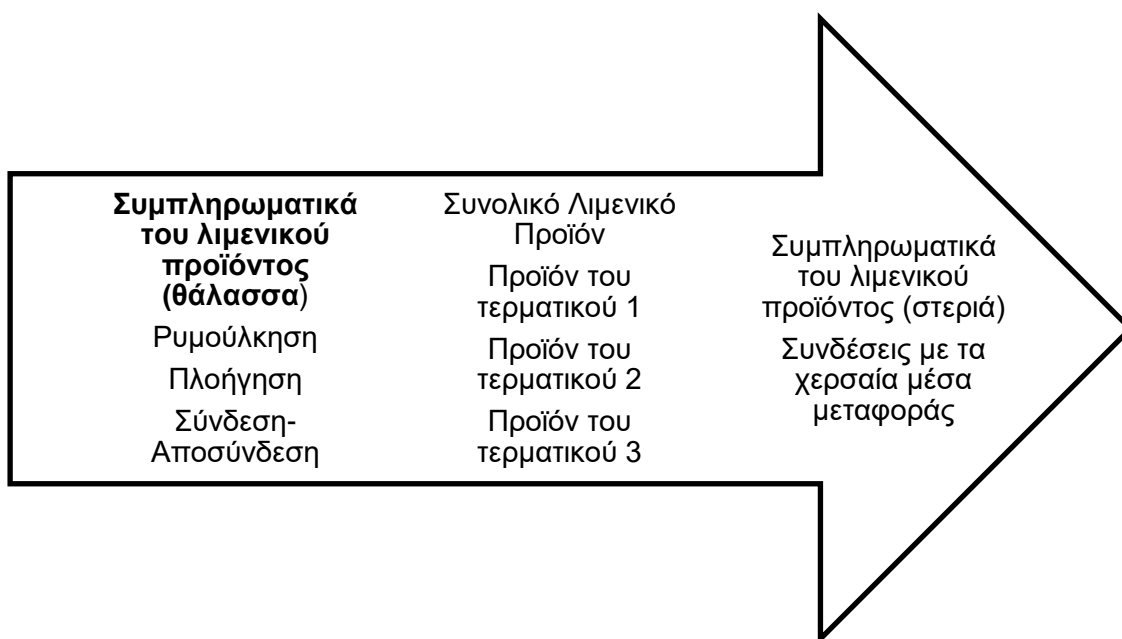 Συμπληρωματικά
του λιμενικού
προϊόντος
(θάλασσα)
Ρυμούλκηση
Πλοήγηση
Σύνδεση-
Αποσύνδεση
Συνολικό Λιμενικό
Προϊόν
Προϊόν του
τερματικού 1
Προϊόν του
τερματικού 2
Προϊόν του
τερματικού 3
Συμπληρωματικά
του λιμενικού
προϊόντος (στεριά)
Συνδέσεις με τα
χερσαία μέσα
μεταφοράς